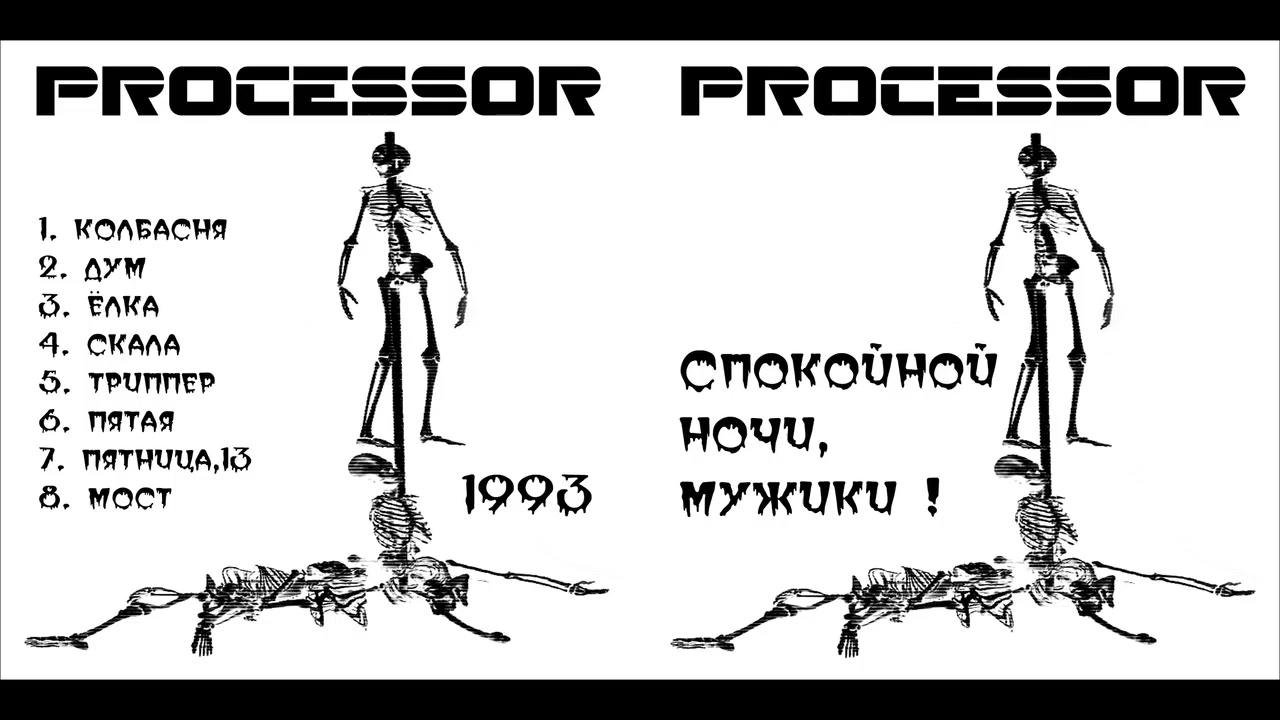 PROCESSOR
1. КОЛБАСНЯ
2. ДУМ
3. ЁЛКА
4. СКАЛА
5. ТРИППЕР
6. ПЯТАЯ
7. ПЯТНИЦА,13
8. МОСТ
1993
PROCESSOR
СПОКОЙНОЙ
НОЧИ,
МУЖИКИ !